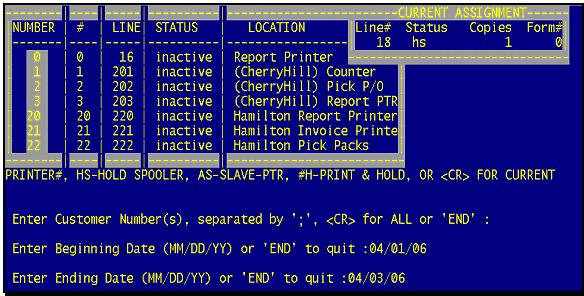 CURRENT ASSIGNMENT
NUMBER # LINE STATUS LOCATION Line# Status Copies Form#
18 hs 1 0
0 0 16 inactive Report Printer
1 1 201 inactive (CherryHill) Counter
2 2 202 inactive (CherryHill) Pick P/O
3 3 203 inactive (CherryHill) Report PTR
20 20 220 inactive Hamilton Report Printer
21 21 221 inactive Hamilton Invoice Printe
22 22 222 inactive Hamilton Pick Packs
PRINTER#, HS-HOLD SPOOLER, AS-SLAVE-PTR, #H-PRINT & HOLD, OR <CR> FOR CURRENT
Enter Customer Number(s), separated by ';', <CR> for ALL or 'END' :
Enter Beginning Date (MM/DD/YY) or 'END' to quit :04/01/06
Enter Ending Date (MM/DD/YY) or 'END' to quit :04/03/06